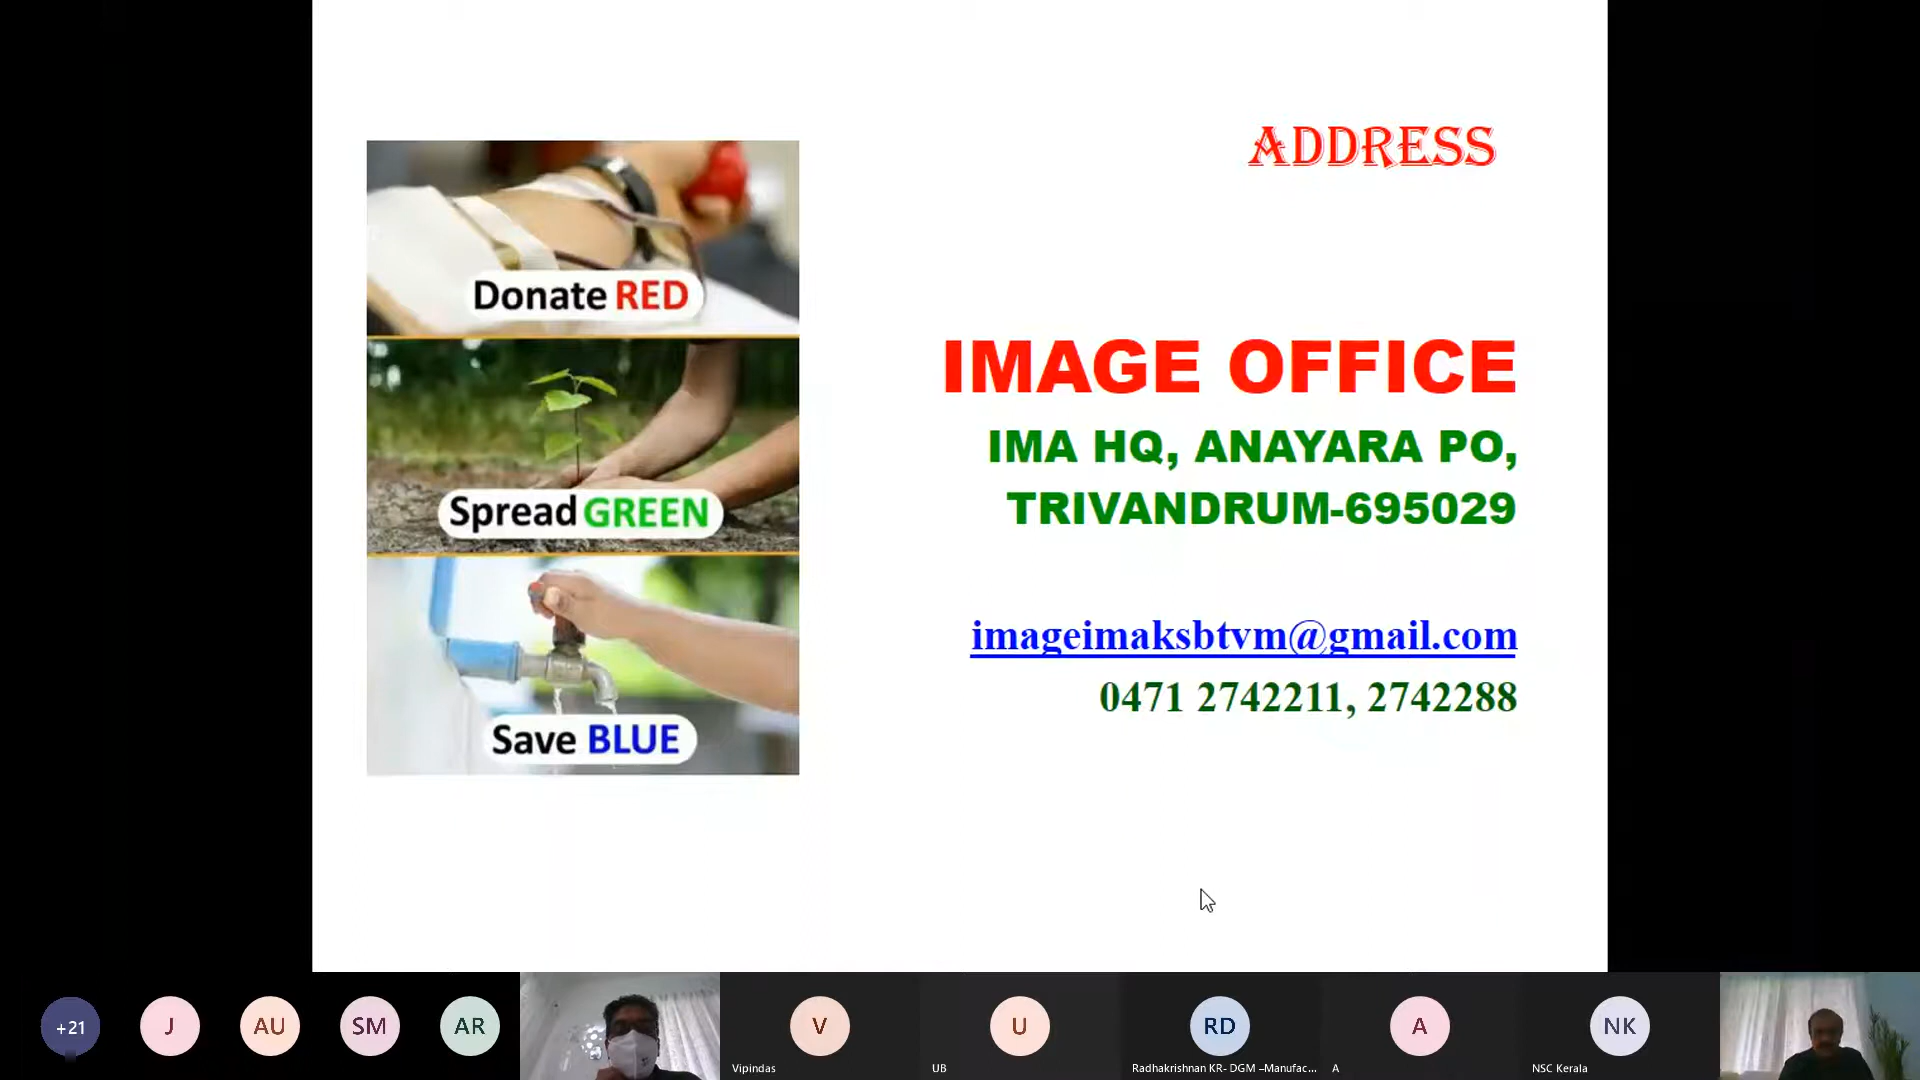 ADDRESS
Donate RED
Spread GREEN
Save BLUE
IMAGE OFFICE
IMA HQ, ANAYARA PO,
TRIVANDRUM-695029
imageimaksbtvm@gmail.com
0471 2742211, 2742288
+21
J
AU
SM
AR
V
Vipindas
U
UB
RD
Radhakrishnan KR- DGM –Manufac...
A
A
NK
NSC Kerala